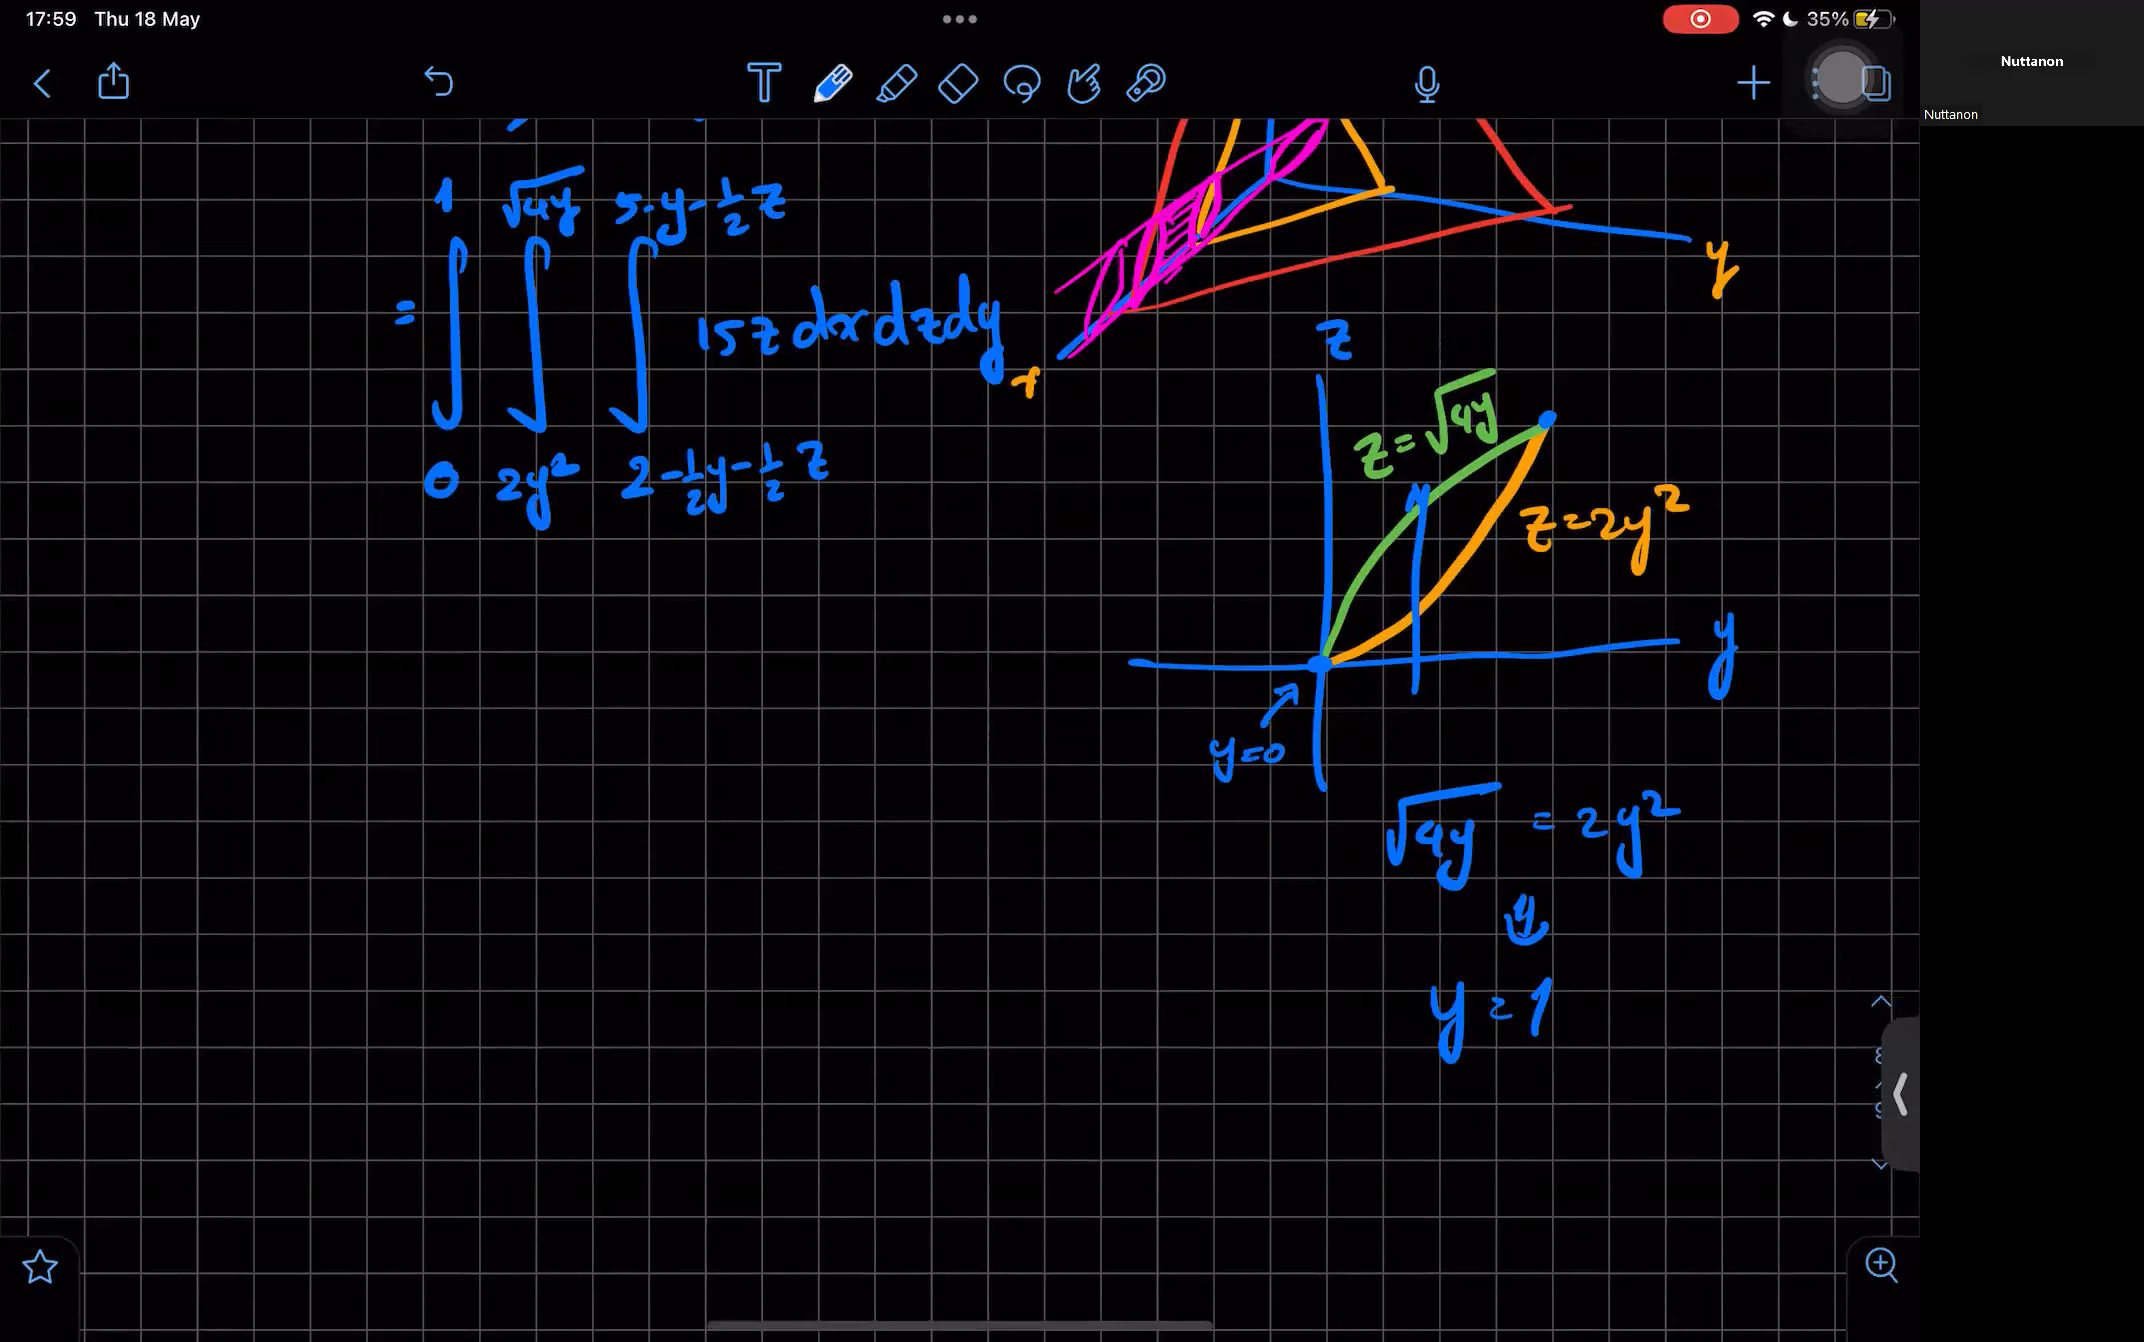 17:59 Thu 18 May
35%
Nuttanon
Nuttanon
1 √4y 5-y-½z
= ∫ ∫ ∫ 15z dx dz dy
0 2y² 2-½y-½z
y
x
z
z=√4y
z=2y²
y
y=0
√4y = 2y²
y
y=1